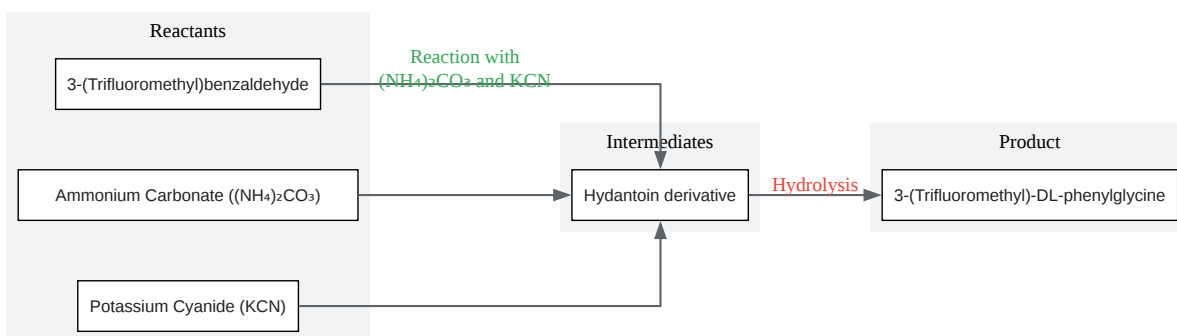 Reactants
3-(Trifluoromethyl)benzaldehyde
Reaction with
(NH₄)₂CO₃ and KCN
Intermediates
Product
Ammonium Carbonate ((NH₄)₂CO₃)
Hydantoin derivative
Hydrolysis
3-(Trifluoromethyl)-DL-phenylglycine
Potassium Cyanide (KCN)